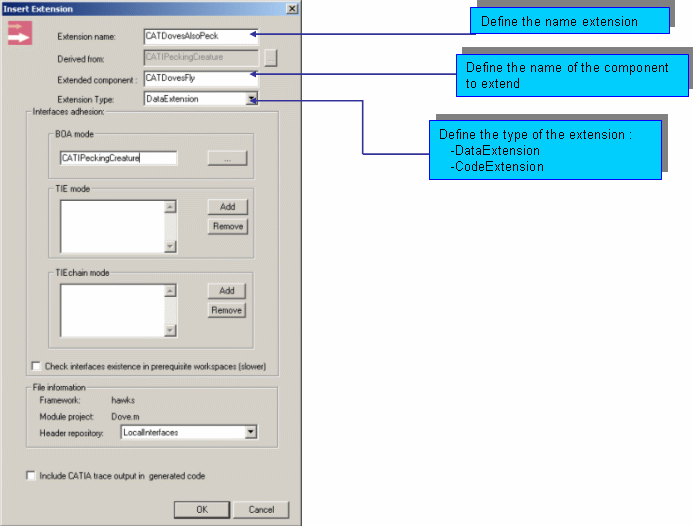 Insert Extension
Extension name: CATDovesAlsoPeck
Define the name extension
Derived from: CATIPeckingCreature ...
Extended component : CATDovesFly
Define the name of the component
to extend
Extension Type: DataExtension
Define the type of the extension :
-DataExtension
-CodeExtension
Interfaces adhesion:
BOA mode
CATIPeckingCreature ...
TIE mode
Add
Remove
TIEchain mode
Add
Remove
Check interfaces existence in prerequisite workspaces (slower)
File information
Framework: hawks
Module project: Dove.m
Header repository: LocalInterfaces
Include CATIA trace output in generated code
OK Cancel